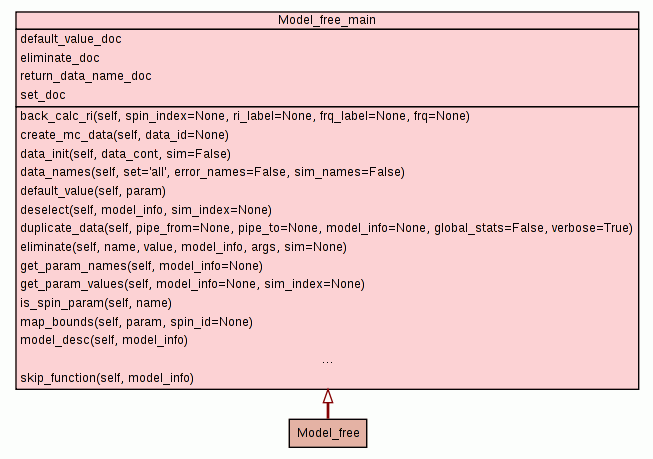 Model_free_main
default_value_doc
eliminate_doc
return_data_name_doc
set_doc
back_calc_ri(self, spin_index=None, ri_label=None, frq_label=None, frq=None)
create_mc_data(self, data_id=None)
data_init(self, data_cont, sim=False)
data_names(self, set='all', error_names=False, sim_names=False)
default_value(self, param)
deselect(self, model_info, sim_index=None)
duplicate_data(self, pipe_from=None, pipe_to=None, model_info=None, global_stats=False, verbose=True)
eliminate(self, name, value, model_info, args, sim=None)
get_param_names(self, model_info=None)
get_param_values(self, model_info=None, sim_index=None)
is_spin_param(self, name)
map_bounds(self, param, spin_id=None)
model_desc(self, model_info)
...
skip_function(self, model_info)
Model_free